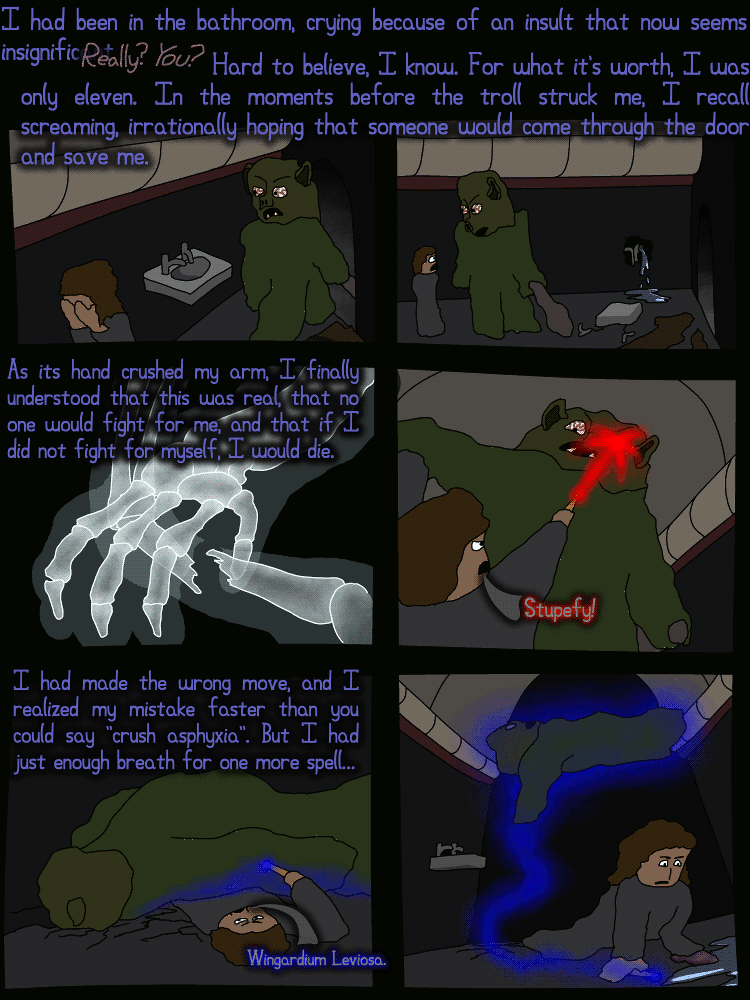 I had been in the bathroom, crying because of an insult that now seems
insignificant.
Really? You?
Hard to believe, I know. For what it's worth, I was
only eleven. In the moments before the troll struck me, I recall
screaming, irrationally hoping that someone would come through the door
and save me.
As its hand crushed my arm, I finally
understood that this was real, that no
one would fight for me, and that if I
did not fight for myself, I would die.
Stupefy!
I had made the wrong move, and I
realized my mistake faster than you
could say "crush asphyxia". But I had
just enough breath for one more spell...
Wingardium Leviosa.